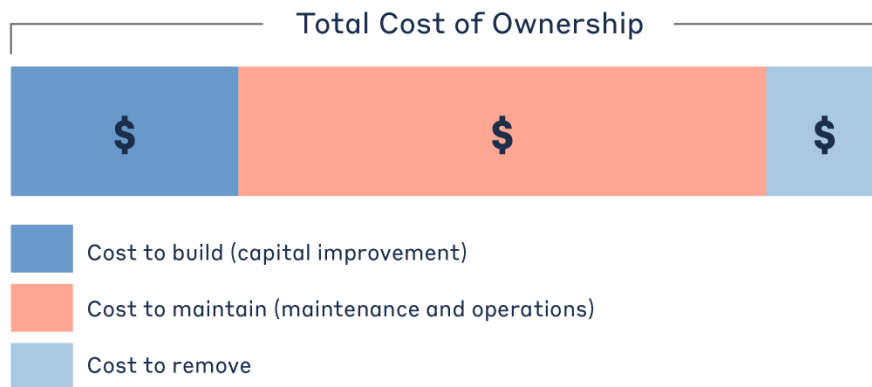 Total Cost of Ownership
$ $ $
Cost to build (capital improvement)
Cost to maintain (maintenance and operations)
Cost to remove